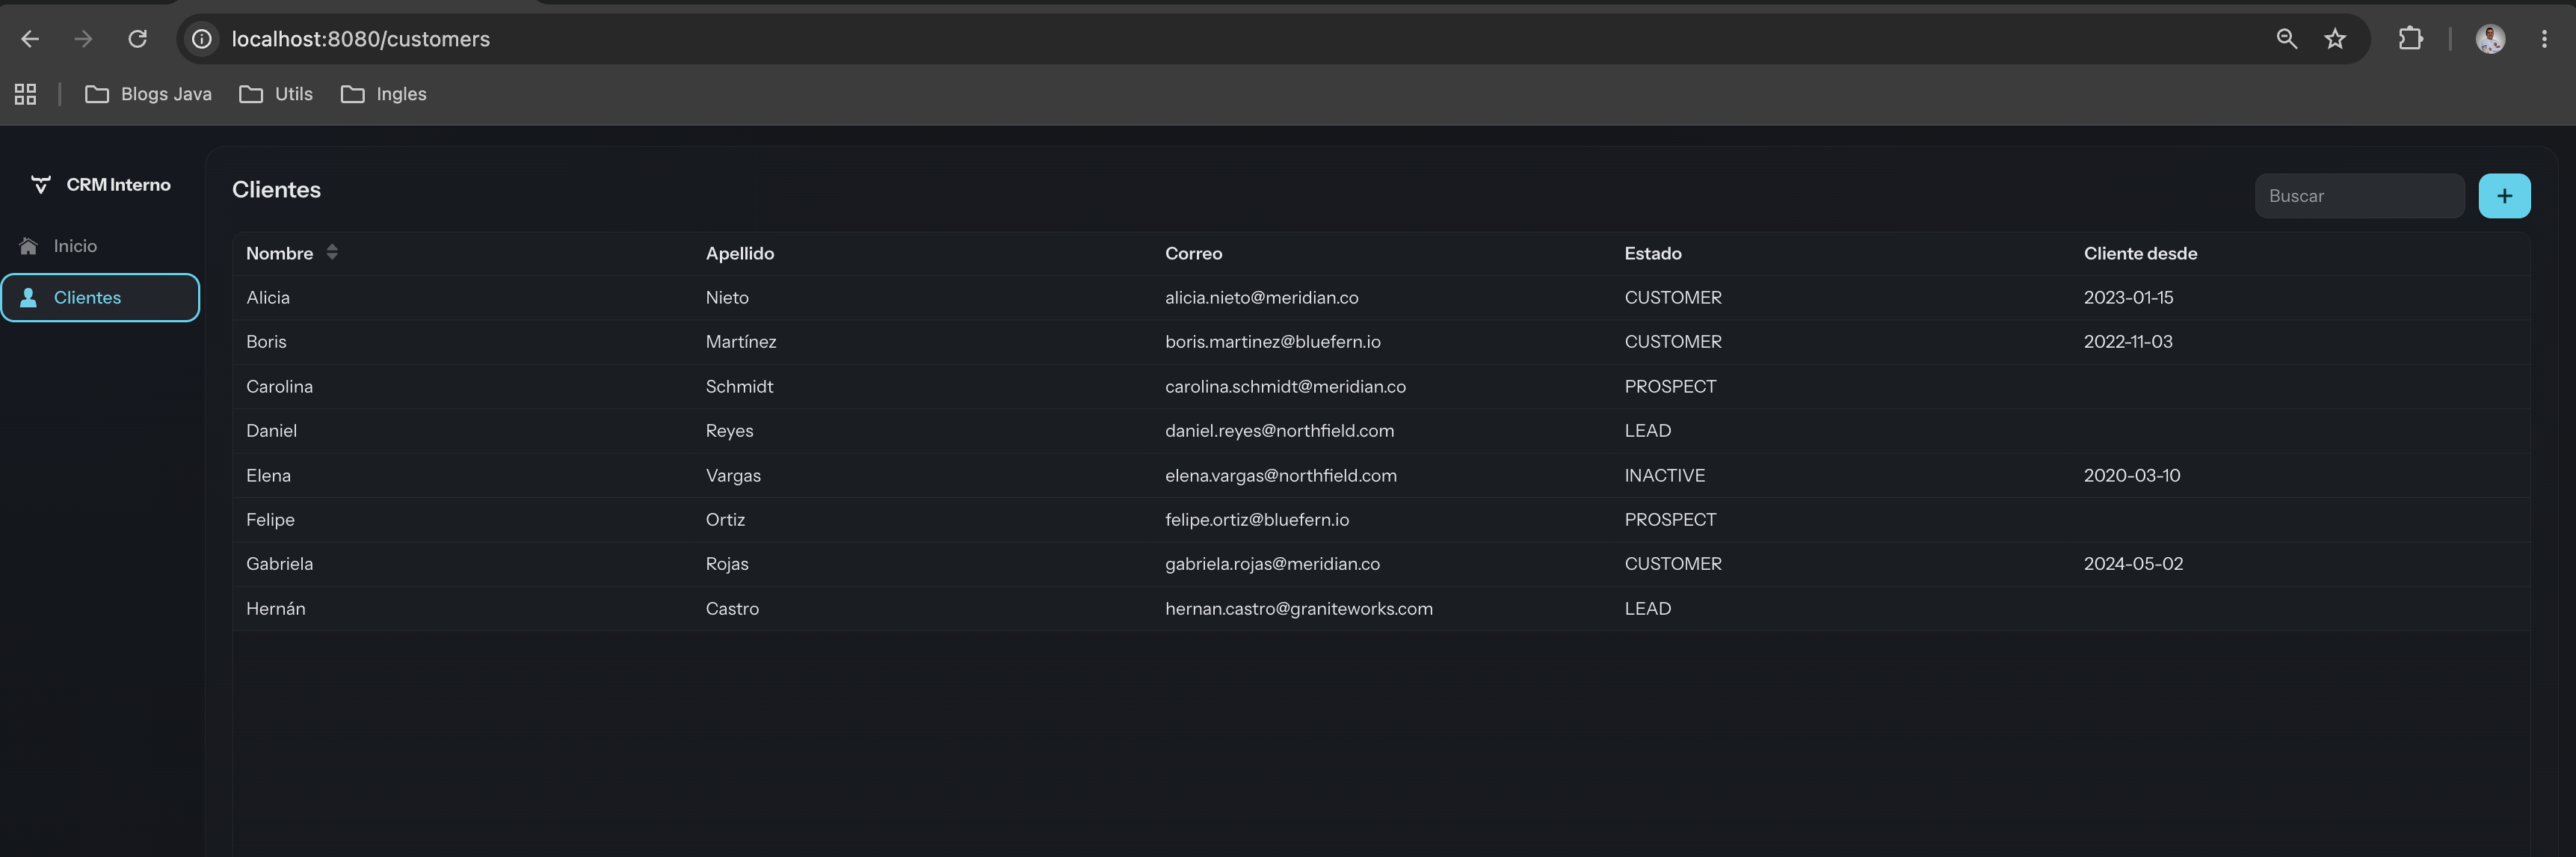 localhost:8080/customers
Blogs Java Utils Ingles
CRM Interno
Inicio
Clientes
Clientes
Buscar
+
Nombre Apellido Correo Estado Cliente desde
Alicia Nieto alicia.nieto@meridian.co CUSTOMER 2023-01-15
Boris Martínez boris.martinez@bluefern.io CUSTOMER 2022-11-03
Carolina Schmidt carolina.schmidt@meridian.co PROSPECT
Daniel Reyes daniel.reyes@northfield.com LEAD
Elena Vargas elena.vargas@northfield.com INACTIVE 2020-03-10
Felipe Ortiz felipe.ortiz@bluefern.io PROSPECT
Gabriela Rojas gabriela.rojas@meridian.co CUSTOMER 2024-05-02
Hernán Castro hernan.castro@graniteworks.com LEAD